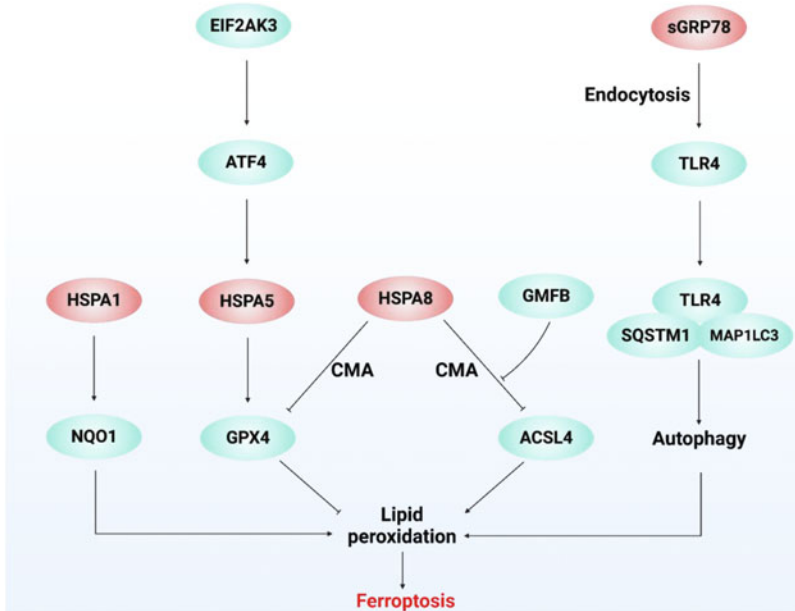 EIF2AK3
sGRP78
Endocytosis
ATF4
TLR4
HSPA1
HSPA5
HSPA8
GMFB
TLR4
SQSTM1
MAP1LC3
CMA
CMA
NQO1
GPX4
ACSL4
Autophagy
Lipid
peroxidation
Ferroptosis